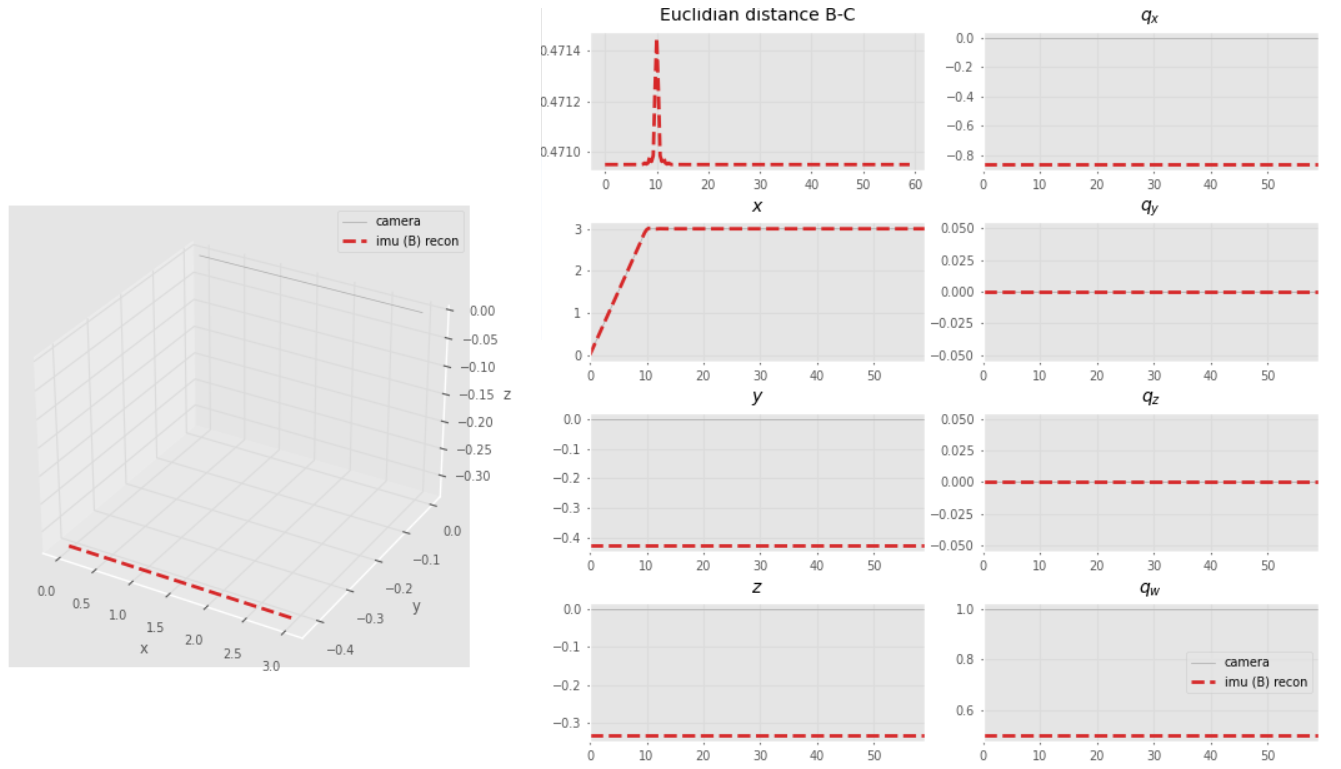 camera
imu (B) recon
0.00
−0.05
−0.10
−0.15
−0.20
−0.25
−0.30
z
0.0
−0.1
−0.2
−0.3
−0.4
y
0.0
0.5
1.0
1.5
2.0
2.5
3.0
x
Euclidian distance B-C
0.4714
0.4712
0.4710
0 10 20 30 40 50 60
q_x
0.0
−0.2
−0.4
−0.6
−0.8
0 10 20 30 40 50
x
3
2
1
0
0 10 20 30 40 50
q_y
0.050
0.025
0.000
−0.025
−0.050
0 10 20 30 40 50
y
0.0
−0.1
−0.2
−0.3
−0.4
0 10 20 30 40 50
q_z
0.050
0.025
0.000
−0.025
−0.050
0 10 20 30 40 50
z
0.0
−0.1
−0.2
−0.3
0 10 20 30 40 50
q_w
1.0
0.8
0.6
camera
imu (B) recon
0 10 20 30 40 50